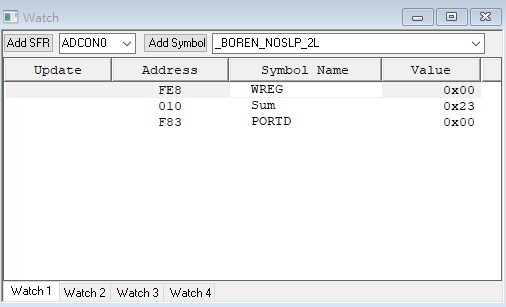 Watch
Add SFR ADCON0 Add Symbol _BOREN_NOSLP_2L
Update Address Symbol Name Value
FE8 WREG 0x00
010 Sum 0x23
F83 PORTD 0x00
Watch 1 Watch 2 Watch 3 Watch 4